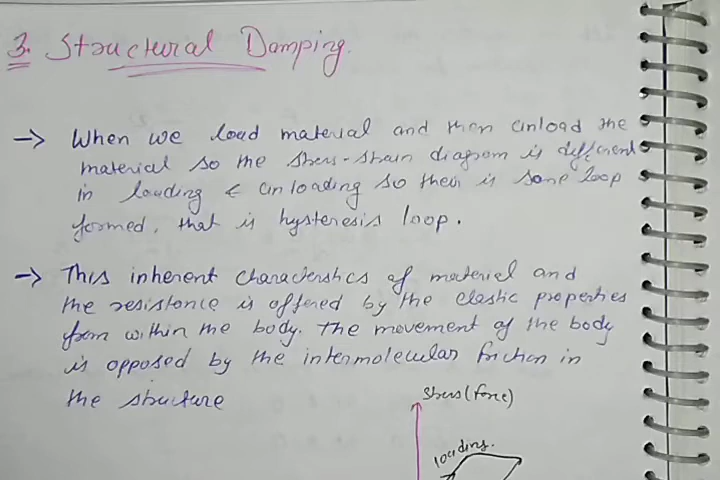 3. Structural Damping.
→ When we load material and then unload the
material so the stress-strain diagram is different
in loading & unloading so their is some loop
formed, that is hysteresis loop.
→ This inherent characterstics of material and
the resistance is offered by the elastic properties
from within the body. The movement of the body
is opposed by the intermolecular friction in
the structure
Stress (force)
loading.